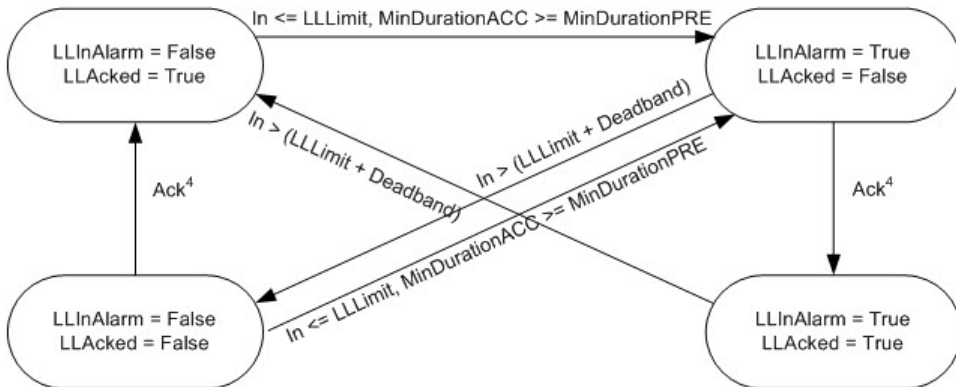 In <= LLLimit, MinDurationACC >= MinDurationPRE
LLInAlarm = False
LLAcked = True
LLInAlarm = True
LLAcked = False
In > (LLLimit + Deadband)
In > (LLLimit + Deadband)
Ack⁴
Ack⁴
In <= LLLimit, MinDurationACC >= MinDurationPRE
LLInAlarm = False
LLAcked = False
LLInAlarm = True
LLAcked = True